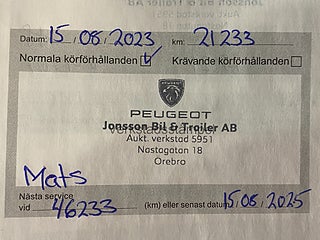 Datum: 15/08/2023 km: 21233
Normala körförhållanden Krävande körförhållanden
PEUGEOT
Jonsson Bil & Trailer AB
Aukt. verkstad 5951
Nastagatan 18
Örebro
Mats
Nästa service
vid 46233 (km) eller senast datum 15/08/2025